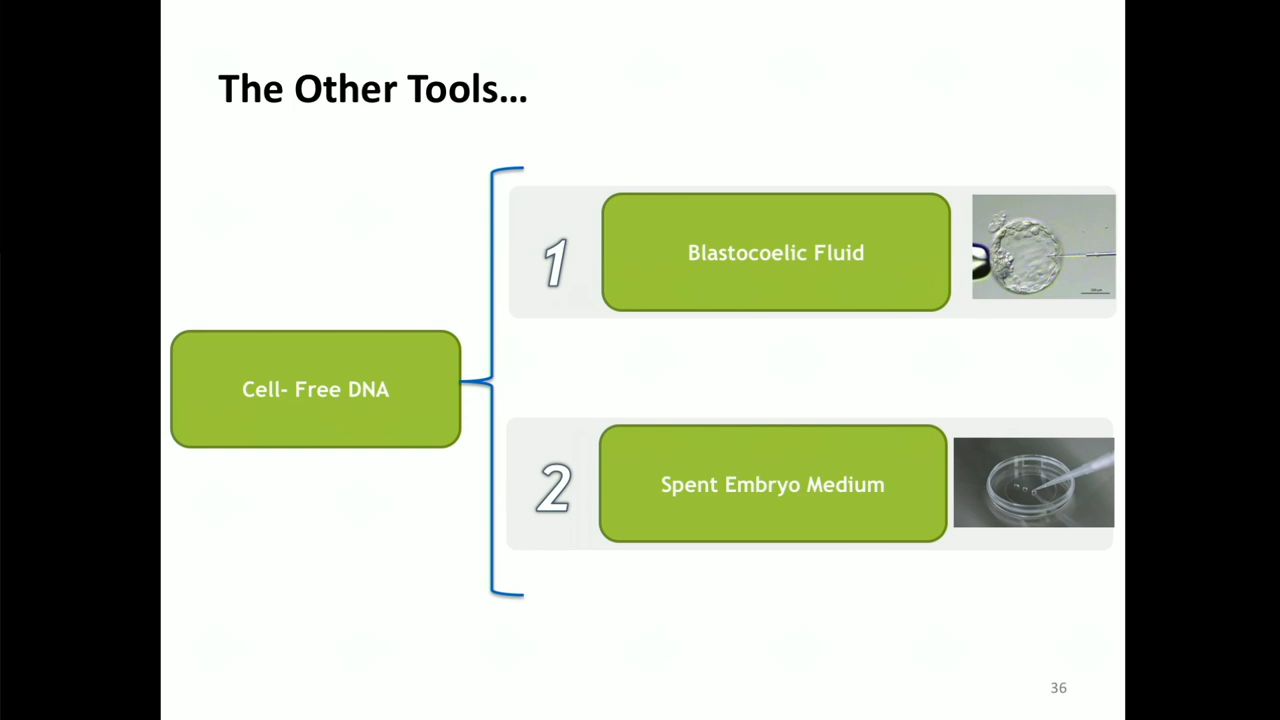 The Other Tools...
1
Blastocoelic Fluid
Cell- Free DNA
2
Spent Embryo Medium
36